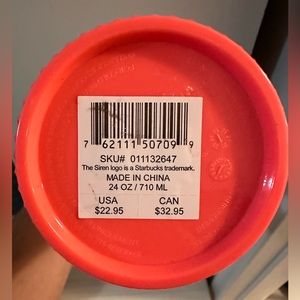 7 62111 50709 9
SKU# 011132647
The Siren logo is a Starbucks trademark.
MADE IN CHINA
24 OZ / 710 ML
USA CAN
$22.95 $32.95